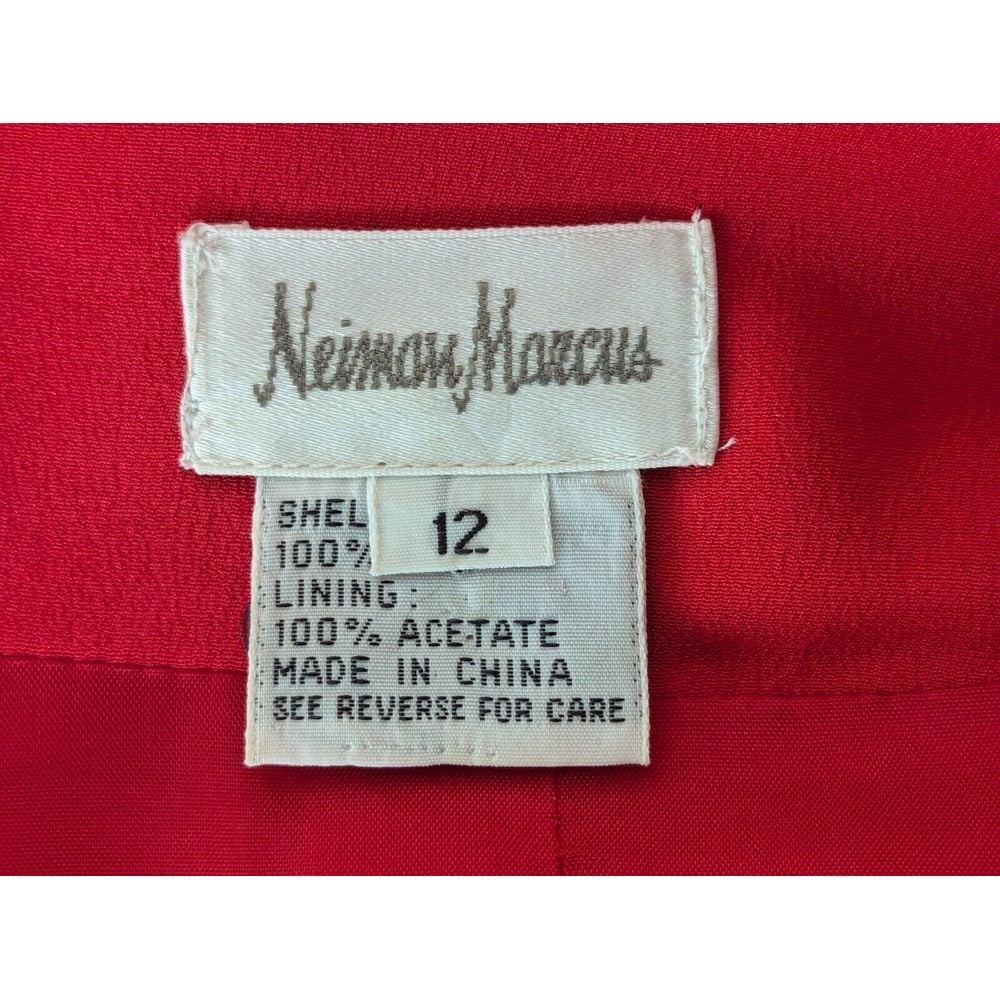 Neiman Marcus
12
SHEL
100%
LINING:
100% ACETATE
MADE IN CHINA
SEE REVERSE FOR CARE